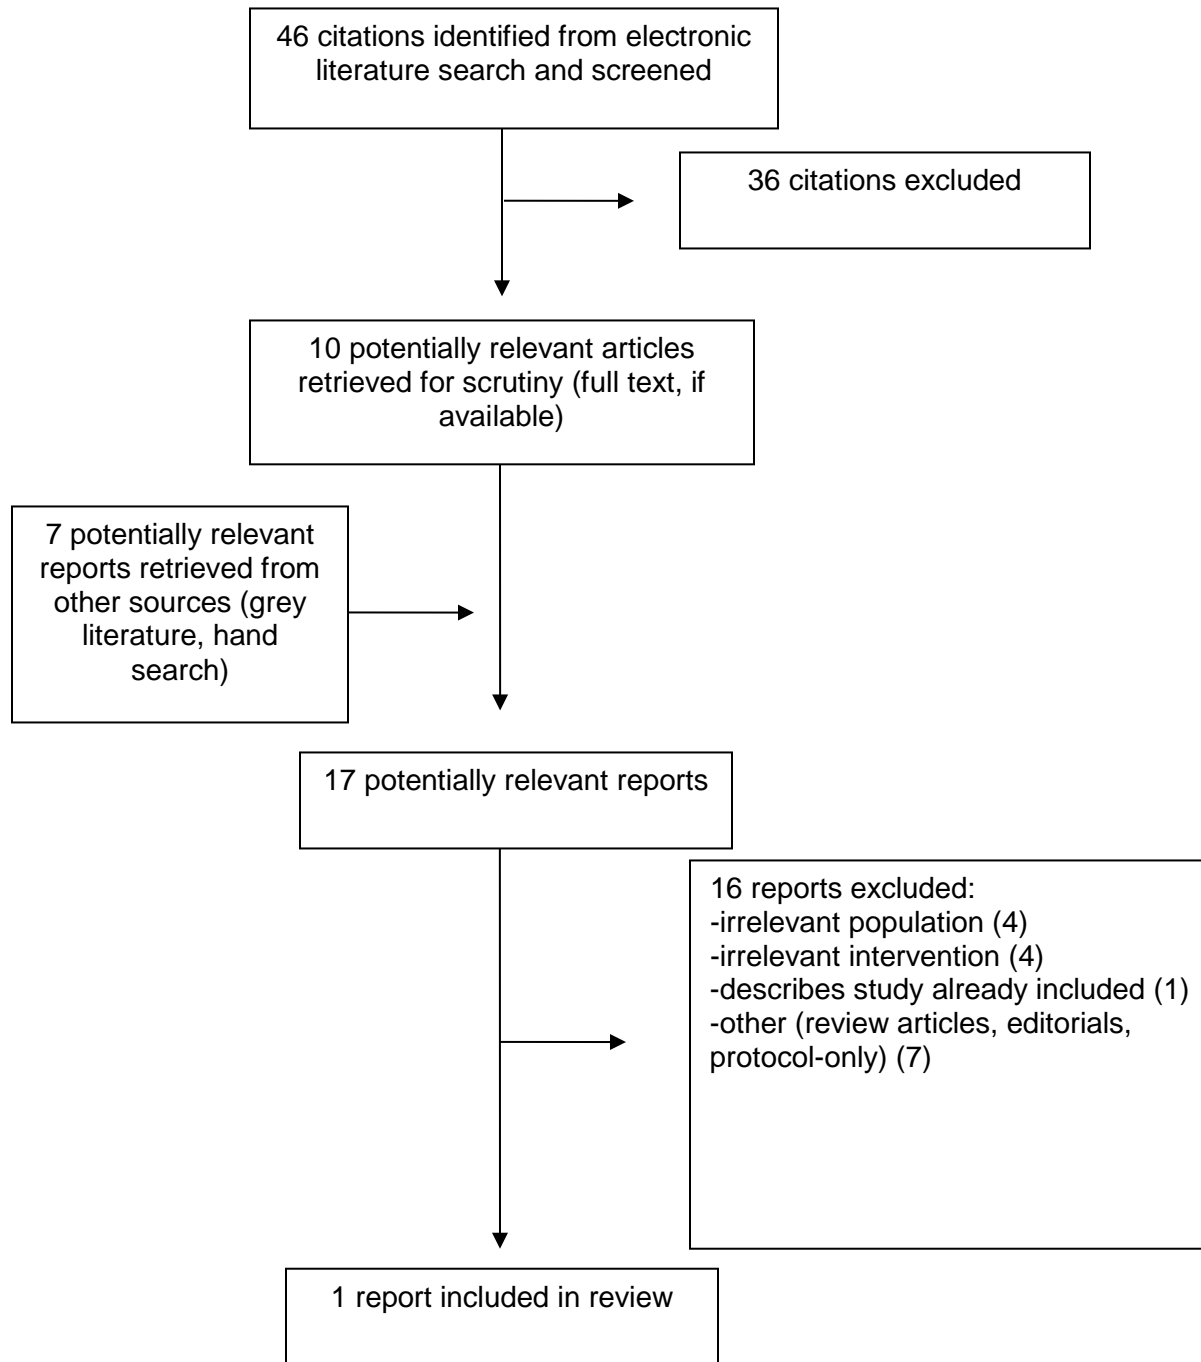 46 citations identified from electronic
literature search and screened
36 citations excluded
10 potentially relevant articles
retrieved for scrutiny (full text, if
available)
7 potentially relevant
reports retrieved from
other sources (grey
literature, hand
search)
17 potentially relevant reports
16 reports excluded:
-irrelevant population (4)
-irrelevant intervention (4)
-describes study already included (1)
-other (review articles, editorials,
protocol-only) (7)
1 report included in review